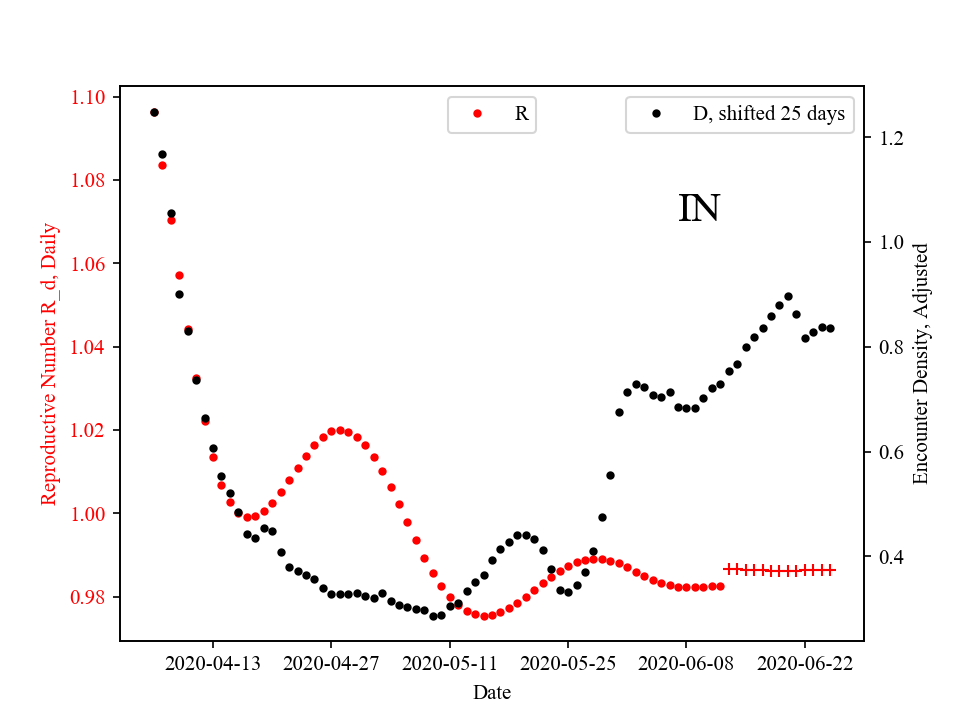 R
D, shifted 25 days
IN
Reproductive Number R_d, Daily
1.10
1.08
1.06
1.04
1.02
1.00
0.98
Encounter Density, Adjusted
1.2
1.0
0.8
0.6
0.4
2020-04-13 2020-04-27 2020-05-11 2020-05-25 2020-06-08 2020-06-22
Date